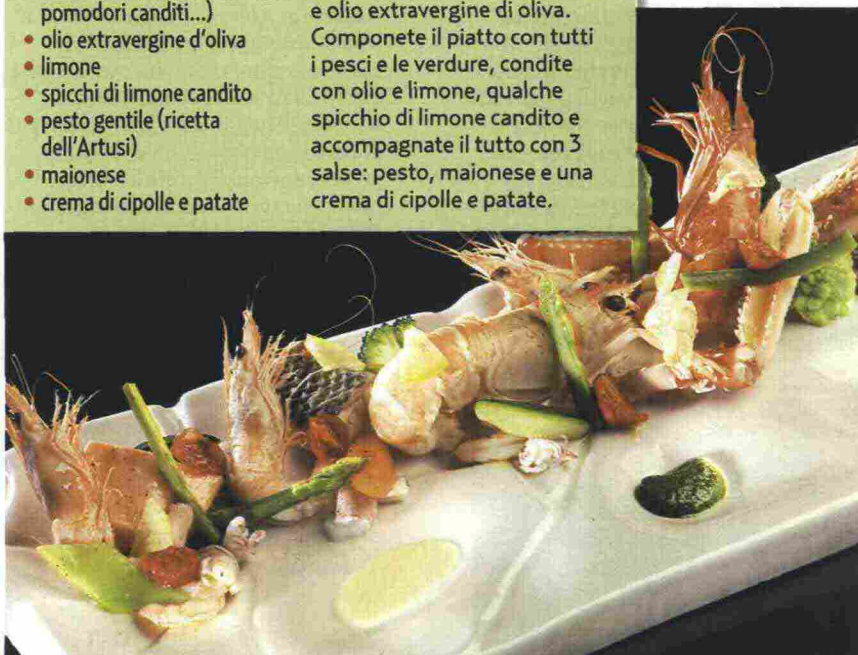 pomodori canditi...)
• olio extravergine d'oliva
• limone
• spicchi di limone candito
• pesto gentile (ricetta
dell'Artusi)
• maionese
• crema di cipolle e patate
e olio extravergine di oliva.
Componete il piatto con tutti
i pesci e le verdure, condite
con olio e limone, qualche
spicchio di limone candito e
accompagnate il tutto con 3
salse: pesto, maionese e una
crema di cipolle e patate.